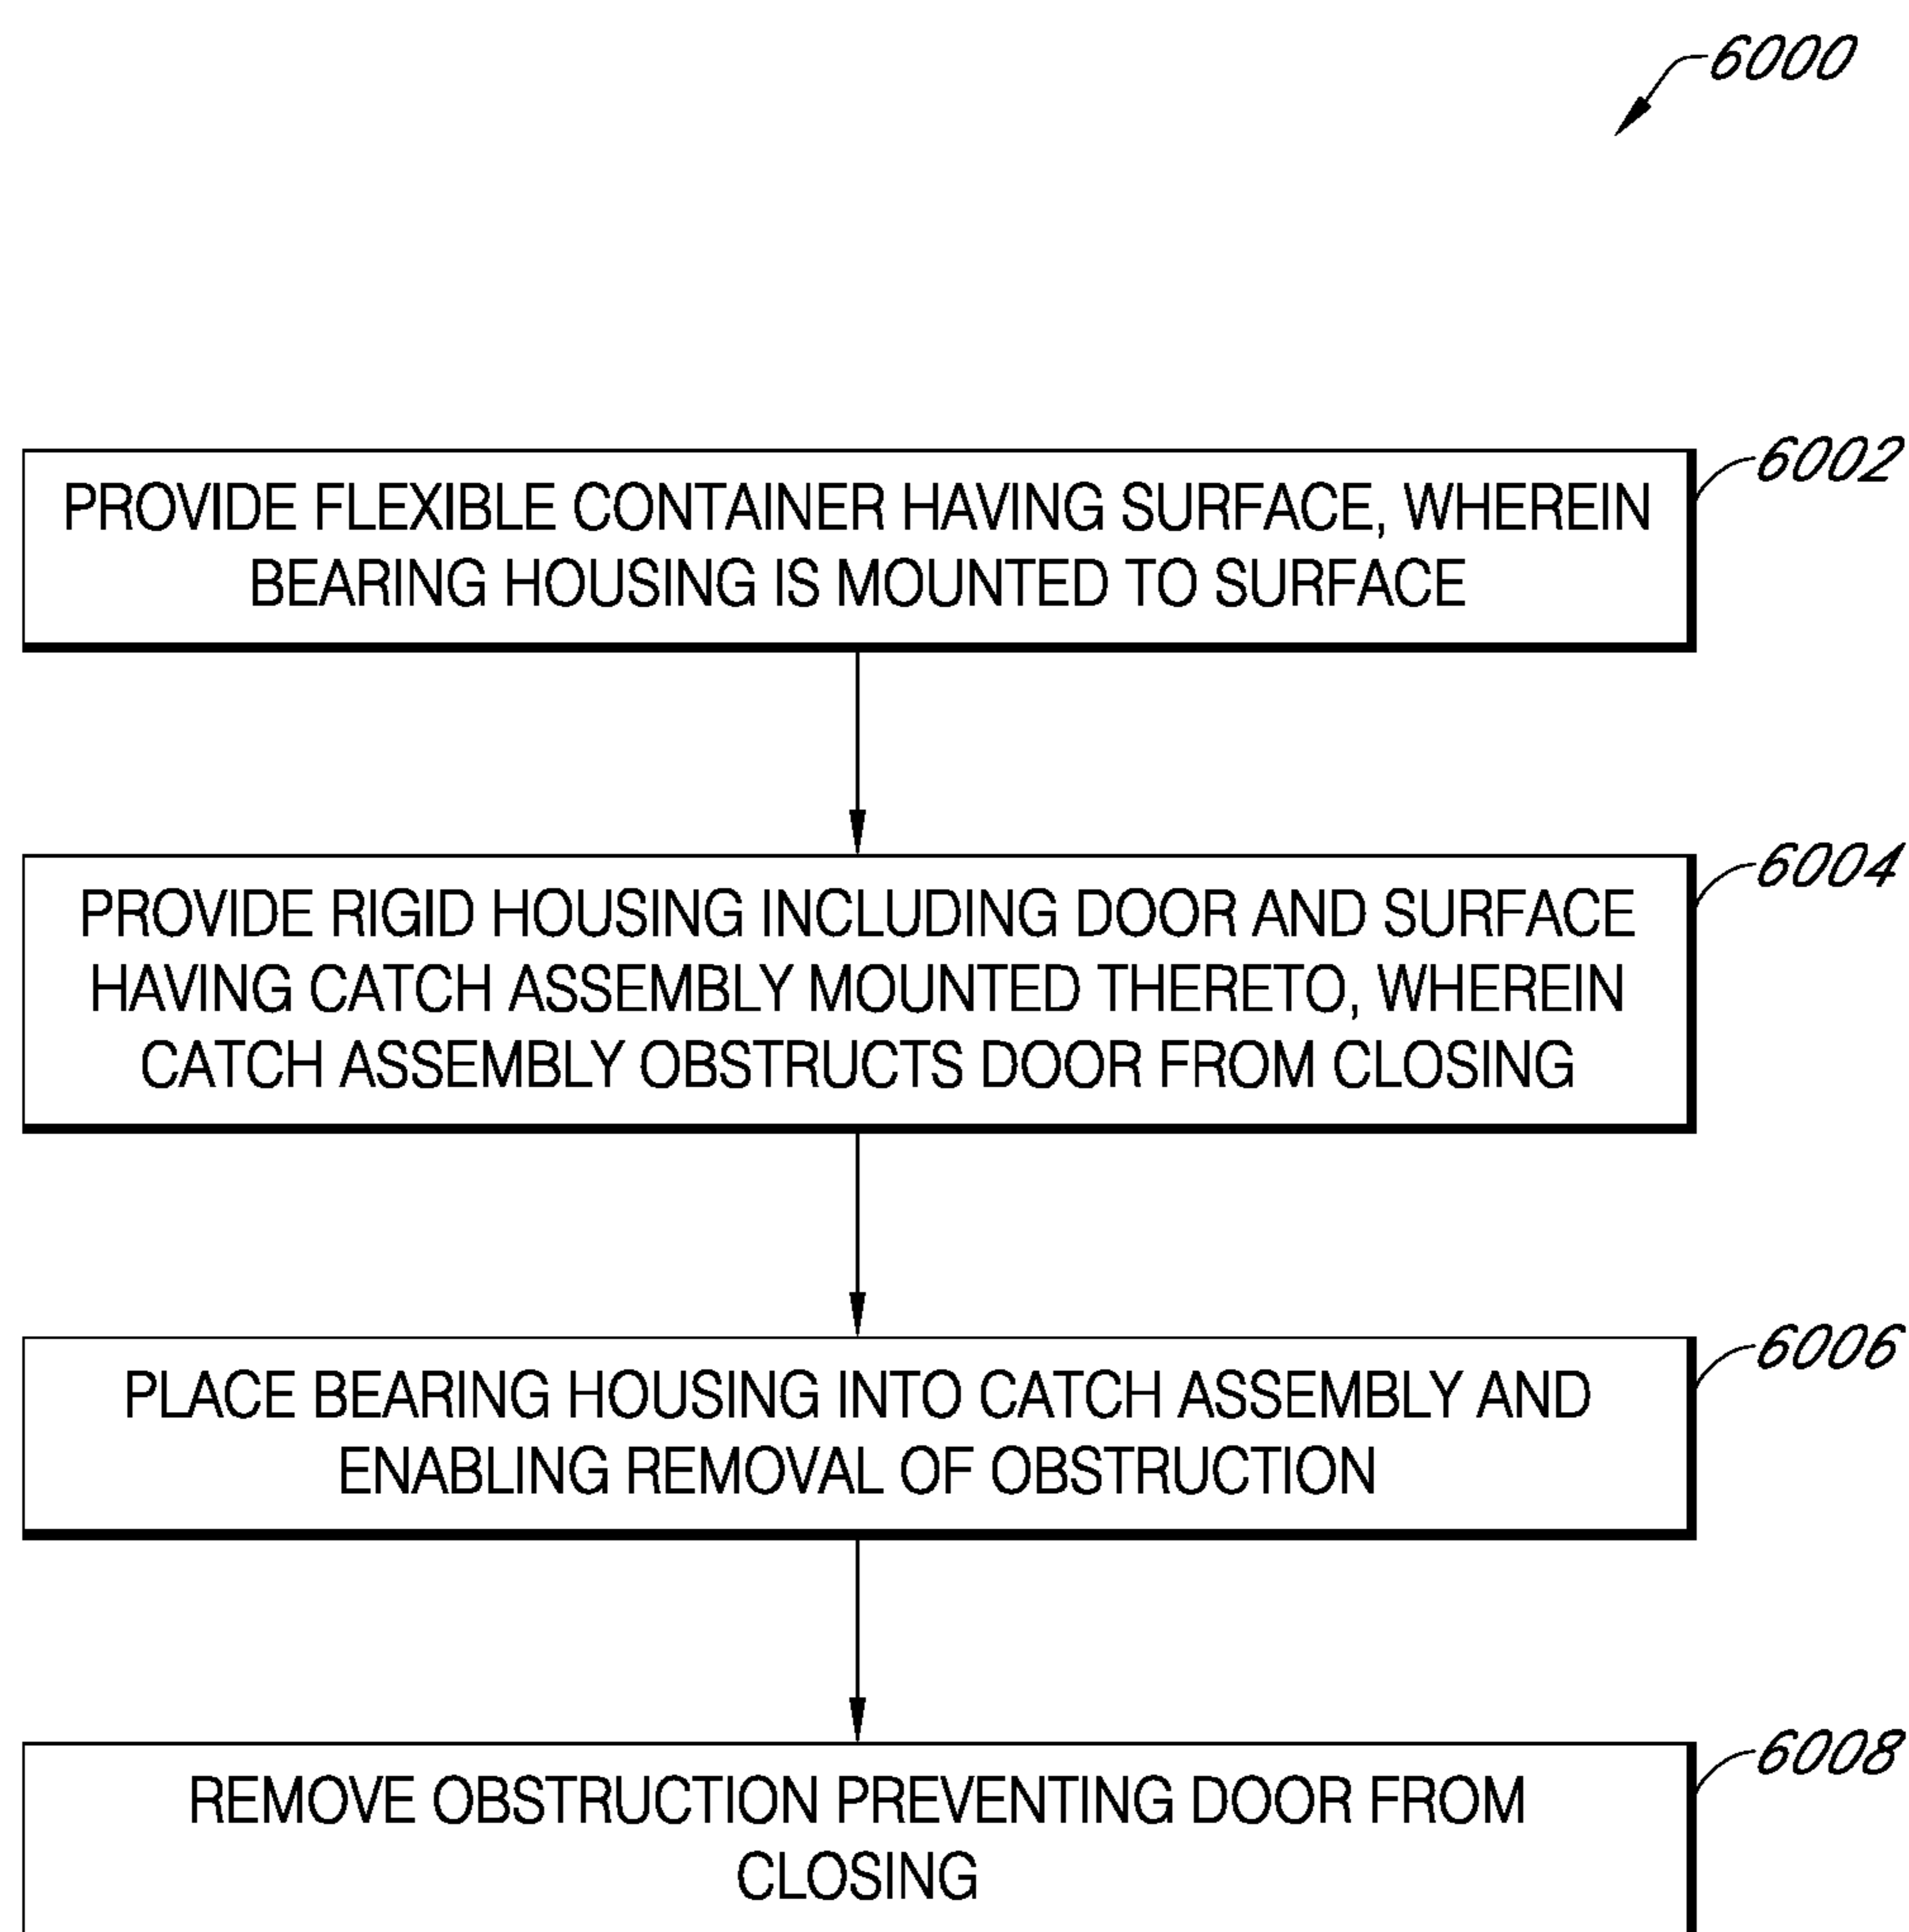 6000
6002
PROVIDE FLEXIBLE CONTAINER HAVING SURFACE, WHEREIN
BEARING HOUSING IS MOUNTED TO SURFACE
6004
PROVIDE RIGID HOUSING INCLUDING DOOR AND SURFACE
HAVING CATCH ASSEMBLY MOUNTED THERETO, WHEREIN
CATCH ASSEMBLY OBSTRUCTS DOOR FROM CLOSING
6006
PLACE BEARING HOUSING INTO CATCH ASSEMBLY AND
ENABLING REMOVAL OF OBSTRUCTION
6008
REMOVE OBSTRUCTION PREVENTING DOOR FROM
CLOSING